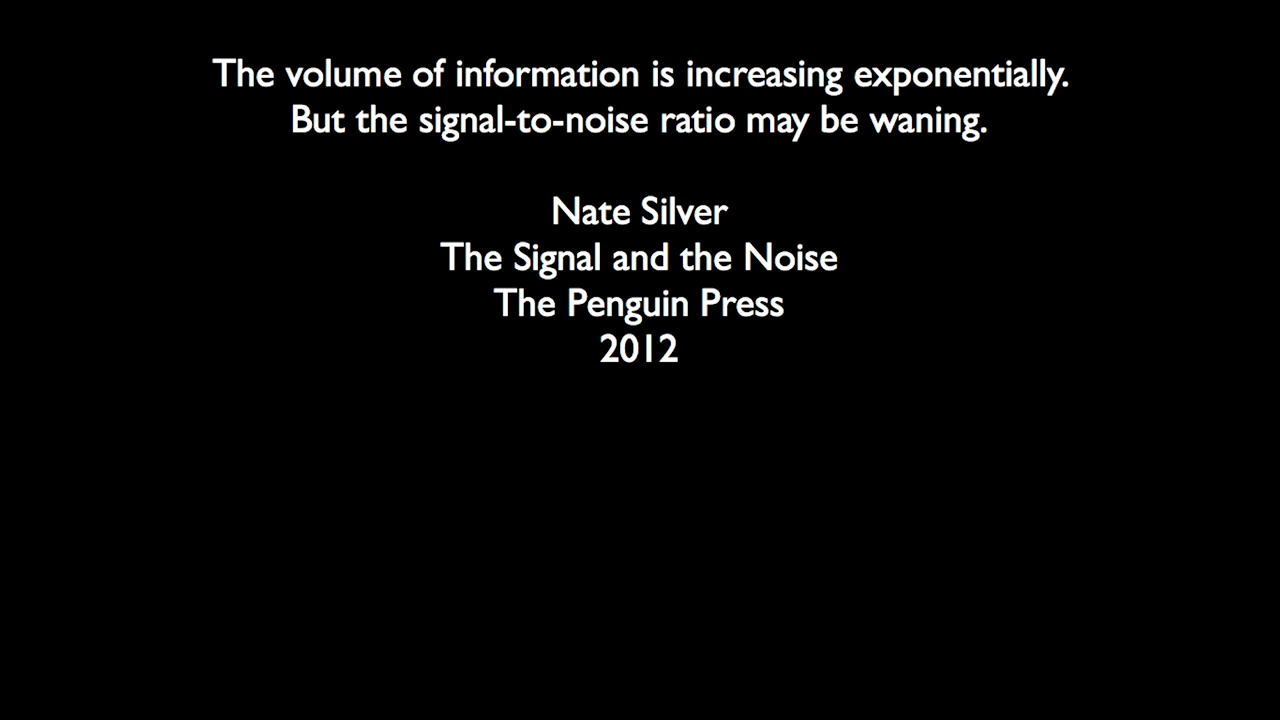 The volume of information is increasing exponentially.
But the signal-to-noise ratio may be waning.
Nate Silver
The Signal and the Noise
The Penguin Press
2012